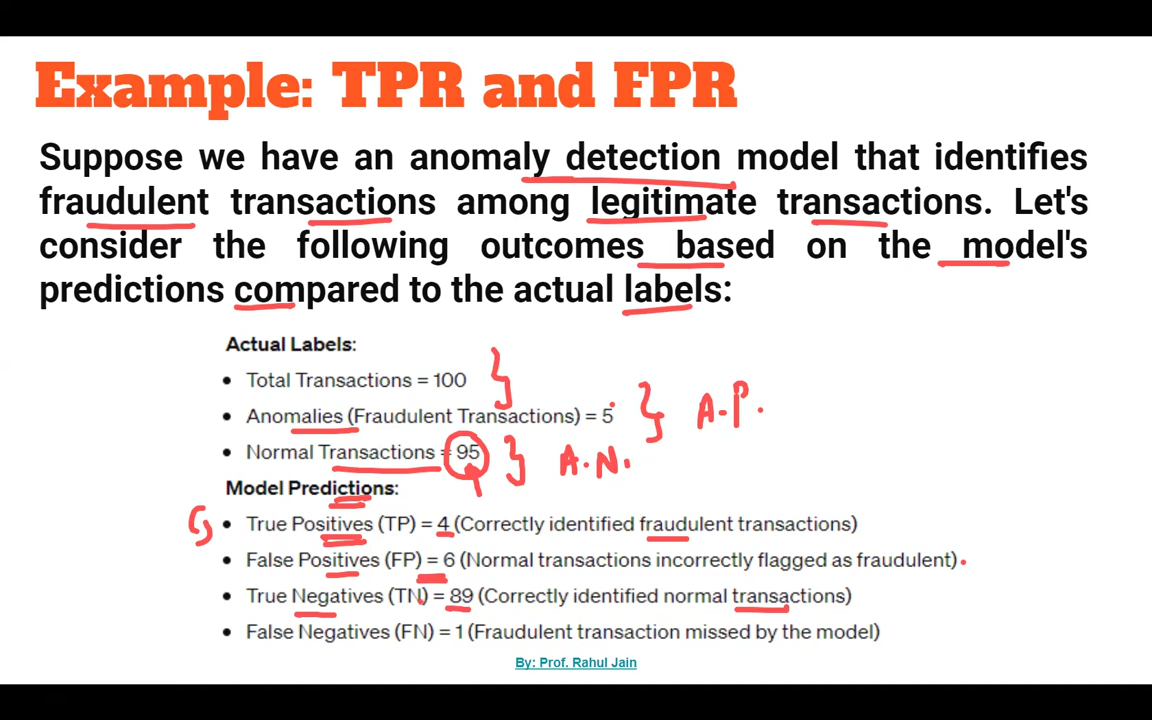 Example: TPR and FPR
Suppose we have an anomaly detection model that identifies
fraudulent transactions among legitimate transactions. Let's
consider the following outcomes based on the model's
predictions compared to the actual labels:
Actual Labels:
• Total Transactions = 100
• Anomalies (Fraudulent Transactions) = 5 A.P.
• Normal Transactions = 95 A.N.
Model Predictions:
• True Positives (TP) = 4 (Correctly identified fraudulent transactions)
• False Positives (FP) = 6 (Normal transactions incorrectly flagged as fraudulent)
• True Negatives (TN) = 89 (Correctly identified normal transactions)
• False Negatives (FN) = 1 (Fraudulent transaction missed by the model)
By: Prof. Rahul Jain